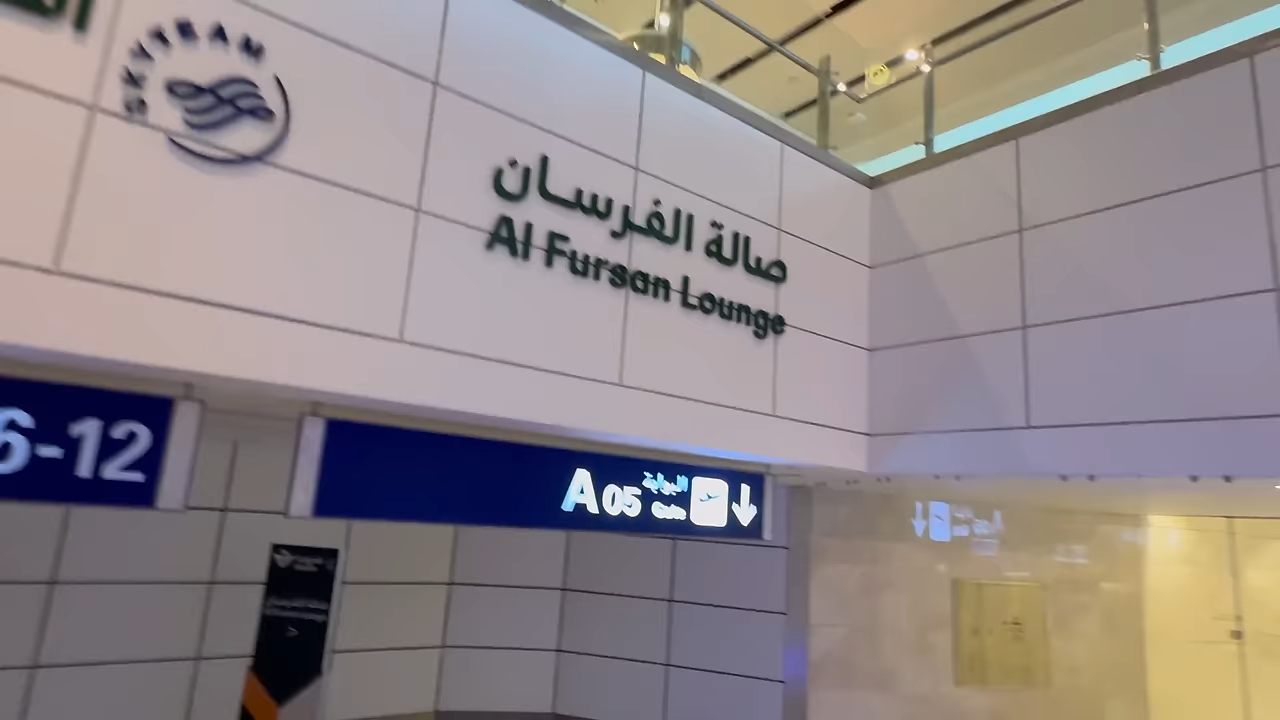 SKYTEAM
صالة الفرسان
Al Fursan Lounge
6-12
A05
البوابة
Gate